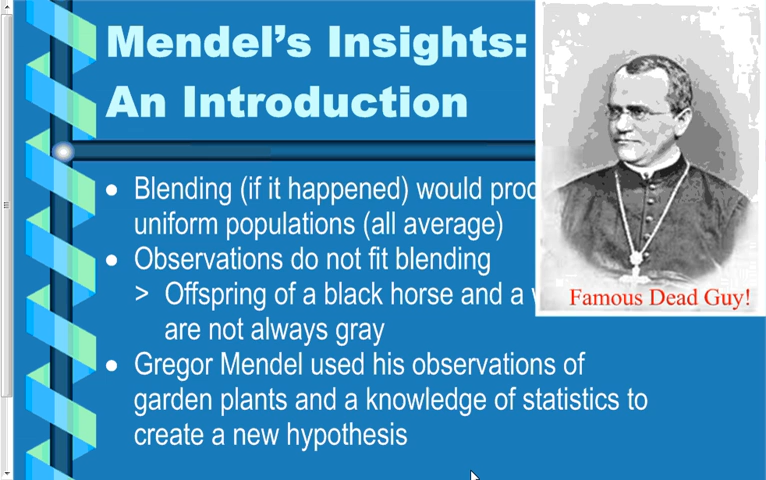 Mendel's Insights:
An Introduction
• Blending (if it happened) would
uniform populations (all average)
• Observations do not fit blending
> Offspring of a black horse and a
are not always gray
• Gregor Mendel used his observations of
garden plants and a knowledge of statistics to
create a new hypothesis
Famous Dead Guy!